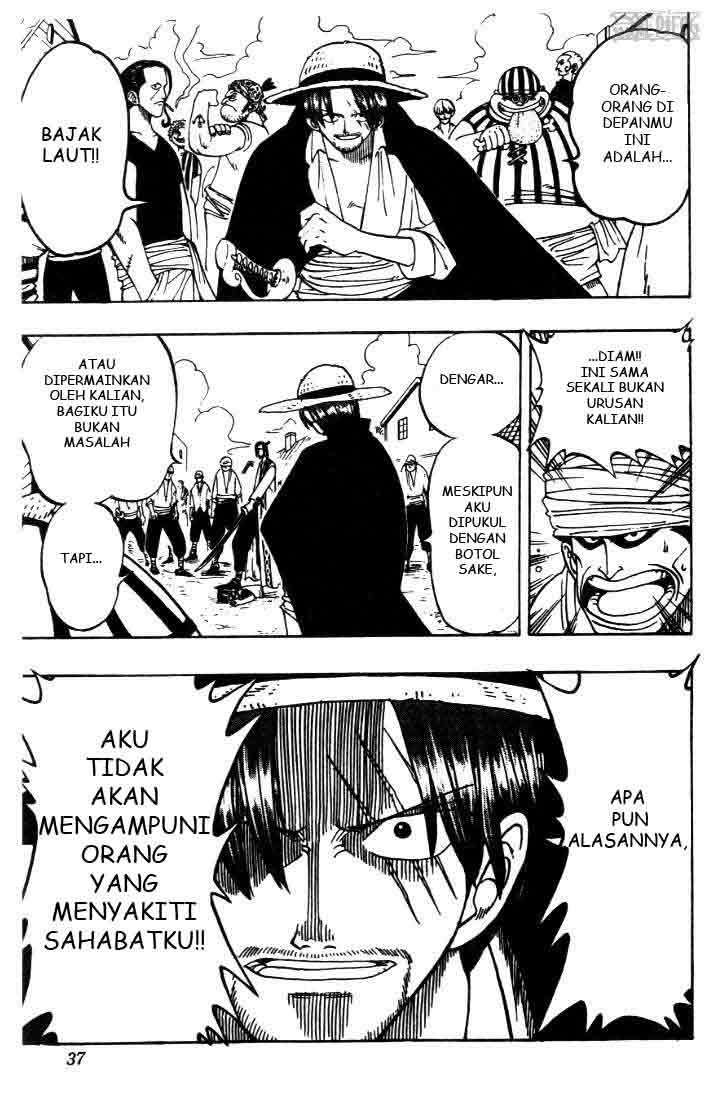 ORANG-
ORANG DI
DEPANMU
INI
ADALAH...
BAJAK
LAUT!!
...DIAM!!
INI SAMA
SEKALI BUKAN
URUSAN
KALIAN!!
DENGAR...
MESKIPUN
AKU
DIPUKUL
DENGAN
BOTOL
SAKE,
ATAU
DIPERMAINKAN
OLEH KALIAN,
BAGIKU ITU
BUKAN
MASALAH
TAPI...
APA
PUN
ALASANNYA,
AKU
TIDAK
AKAN
MENGAMPUNI
ORANG
YANG
MENYAKITI
SAHABATKU!!
37